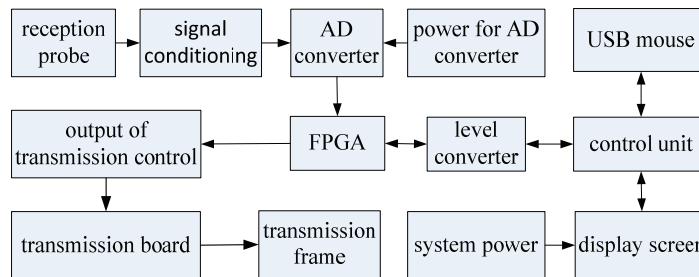 reception
probe
signal
conditioning
AD
converter
power for AD
converter
USB mouse
output of
transmission control
FPGA
level
converter
control unit
transmission board
transmission
frame
system power
display screen